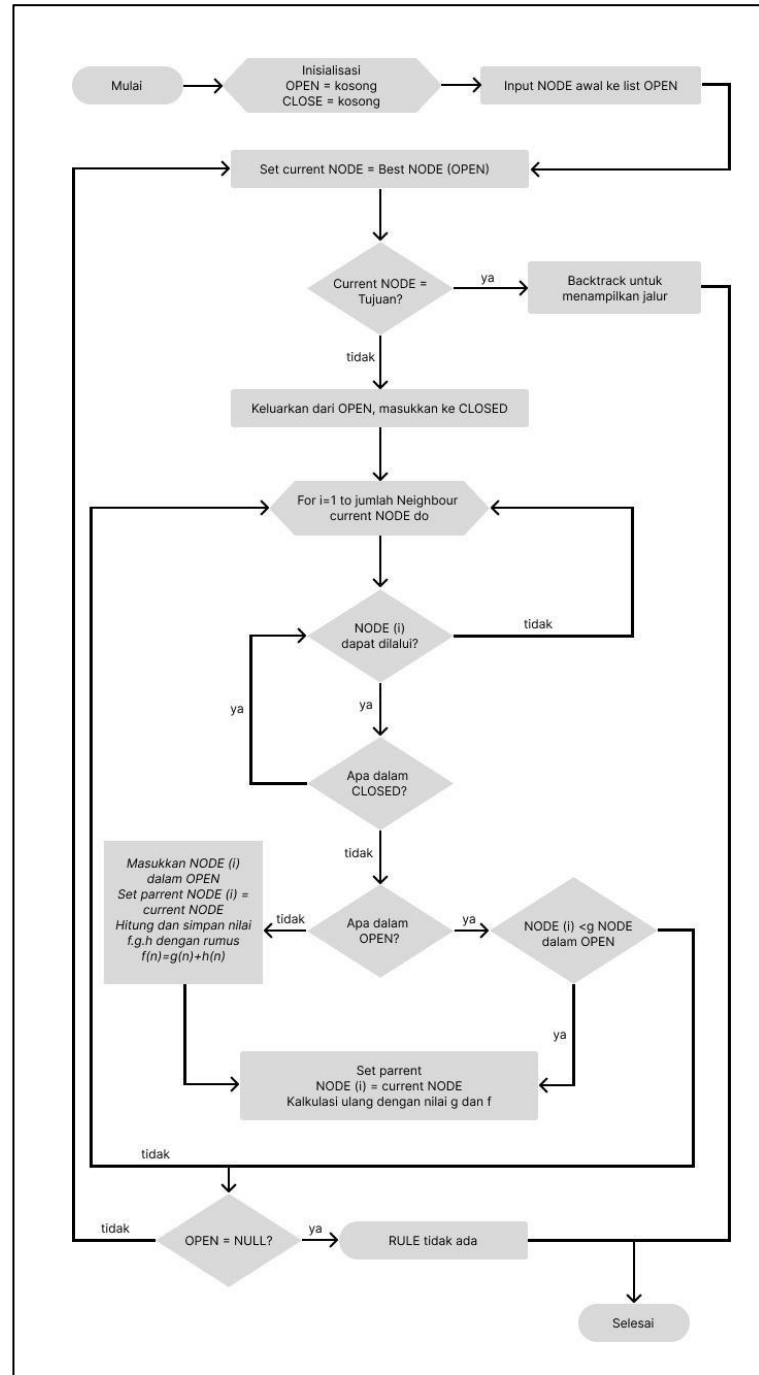 Mulai
Inisialisasi
OPEN = kosong
CLOSE = kosong
Input NODE awal ke list OPEN
Set current NODE = Best NODE (OPEN)
Current NODE =
Tujuan?
ya
Backtrack untuk
menampilkan jalur
tidak
Keluarkan dari OPEN, masukkan ke CLOSED
For i=1 to jumlah Neighbour
current NODE do
NODE (i)
dapat dilalui?
tidak
ya
ya
Apa dalam
CLOSED?
tidak
Masukkan NODE (i)
dalam OPEN
Set parrent NODE (i) =
current NODE
Hitung dan simpan nilai
f.g.h dengan rumus
f(n)=g(n)+h(n)
tidak
Apa dalam
OPEN?
ya
NODE (i) <g NODE
dalam OPEN
ya
Set parrent
NODE (i) = current NODE
Kalkulasi ulang dengan nilai g dan f
tidak
tidak
OPEN = NULL?
ya
RULE tidak ada
Selesai